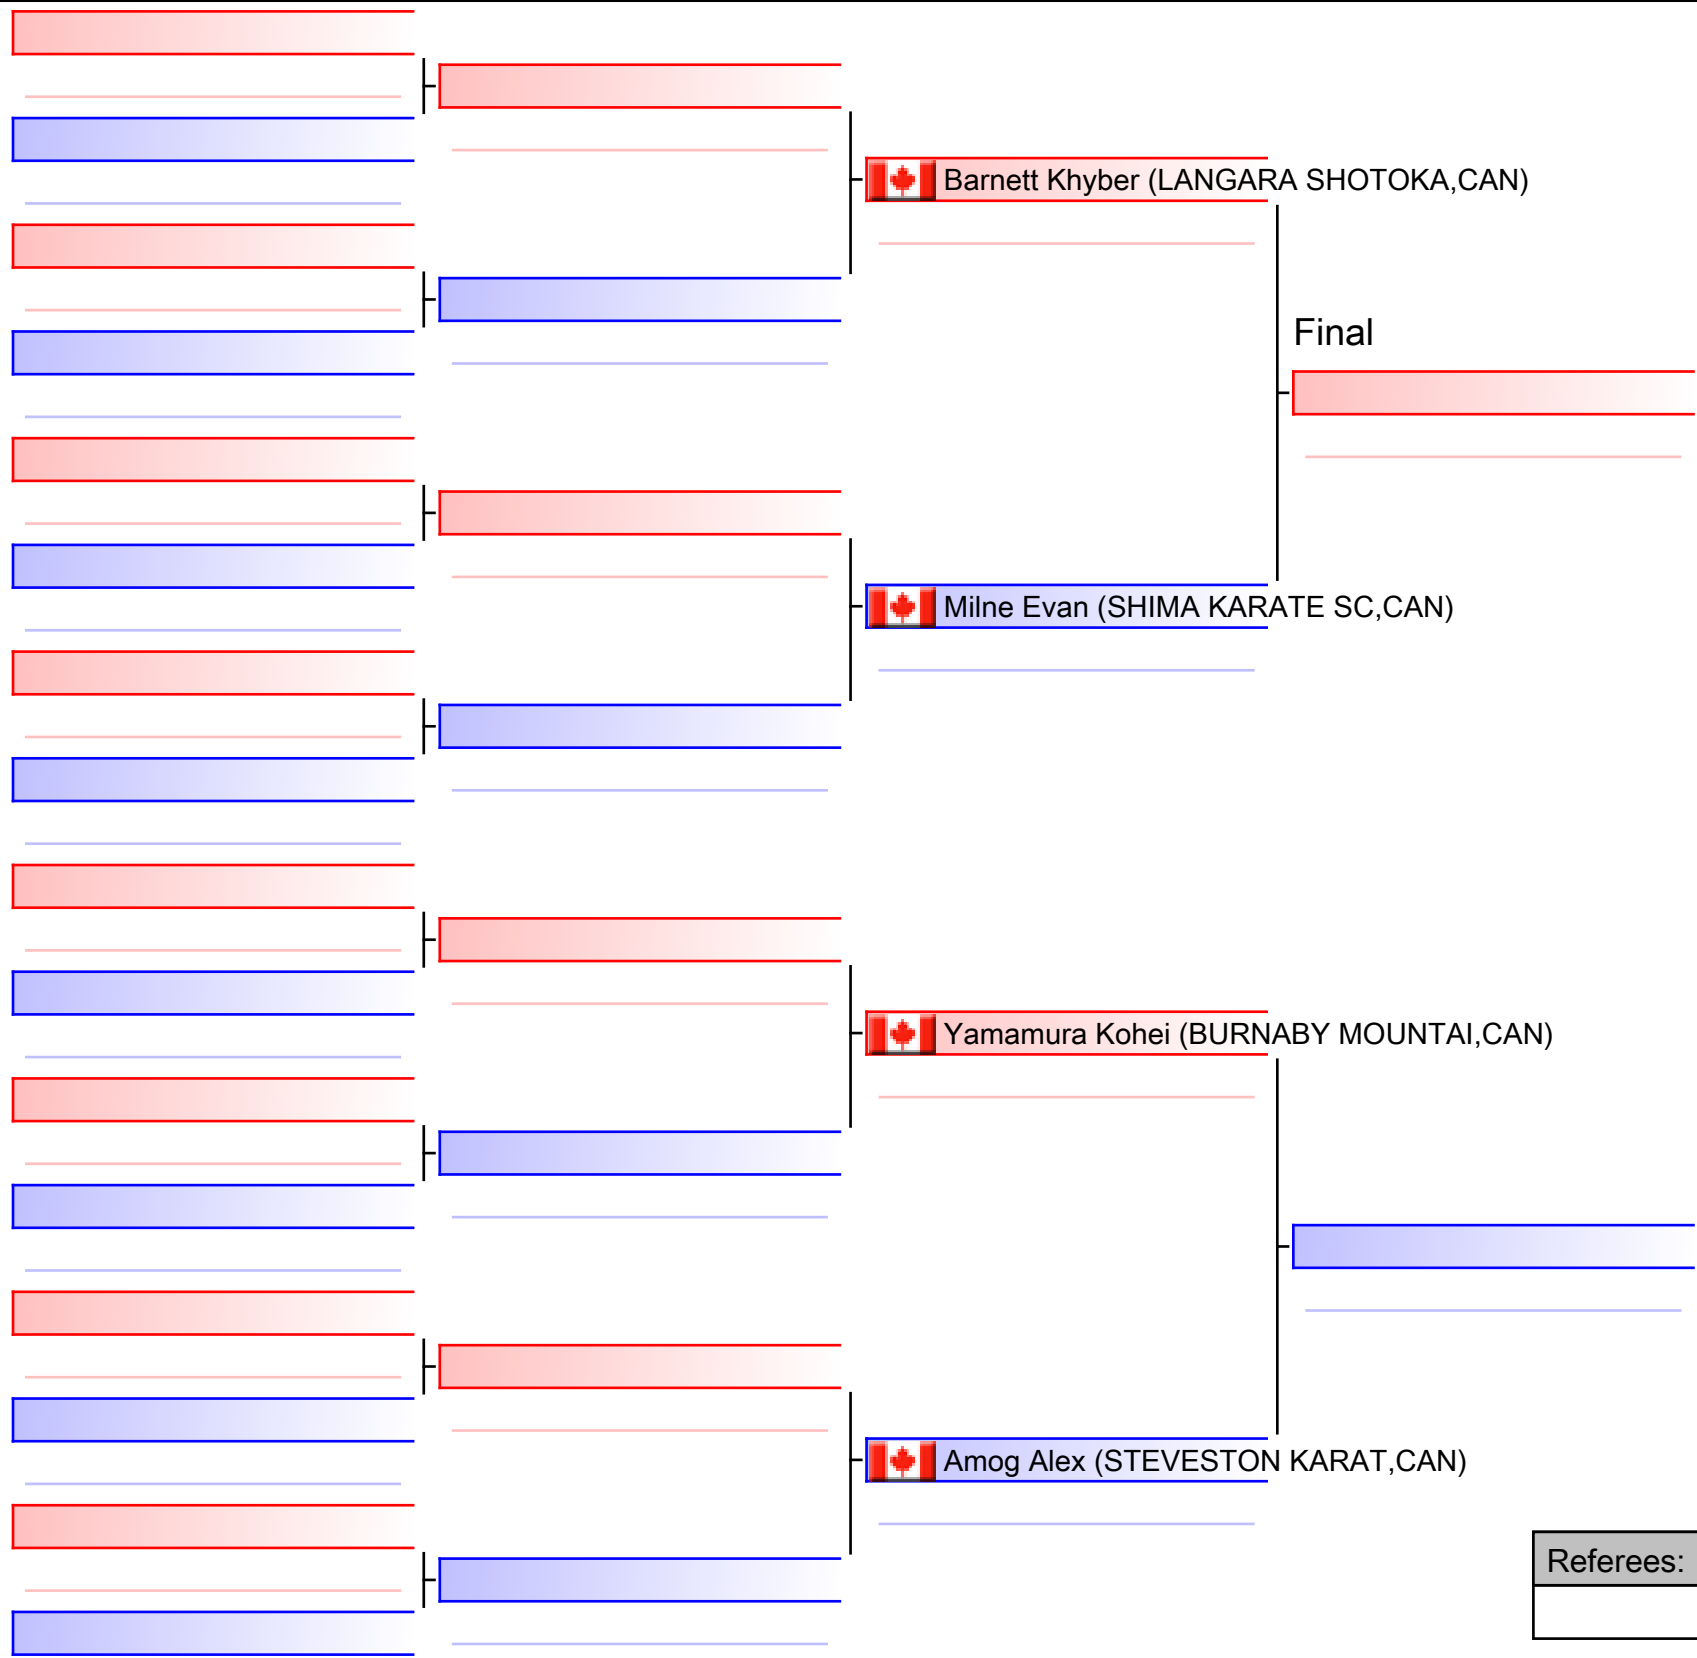 Barnett Khyber (LANGARA SHOTOKA,CAN)
Final
Milne Evan (SHIMA KARATE SC,CAN)
Yamamura Kohei (BURNABY MOUNTAI,CAN)
Amog Alex (STEVESTON KARAT,CAN)
Referees: